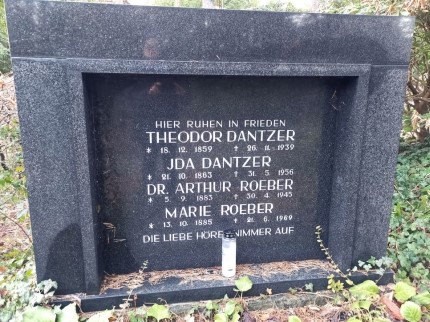 HIER RUHEN IN FRIEDEN
THEODOR DANTZER
* 18. 12. 1859 † 26. 11. 1939
JDA DANTZER
* 21. 10. 1863 † 31. 5. 1956
DR. ARTHUR ROEBER
* 5. 9. 1883 † 30. 4. 1945
MARIE ROEBER
* 13. 10. 1885 † 21. 6. 1969
DIE LIEBE HÖRET NIMMER AUF